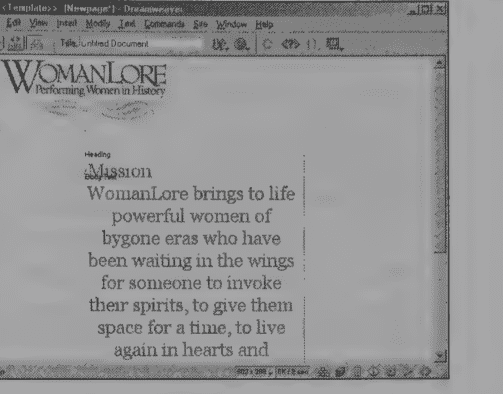 <Template>> [Newpage*] - Dreamweaver
Edit View Insert Modify Text Commands Site Window Help
Title: Untitled Document
WOMANLORE
Performing Women in History
Heading
Mission
WomanLore brings to life
powerful women of
bygone eras who have
been waiting in the wings
for someone to invoke
their spirits, to give them
space for a time, to live
again in hearts and